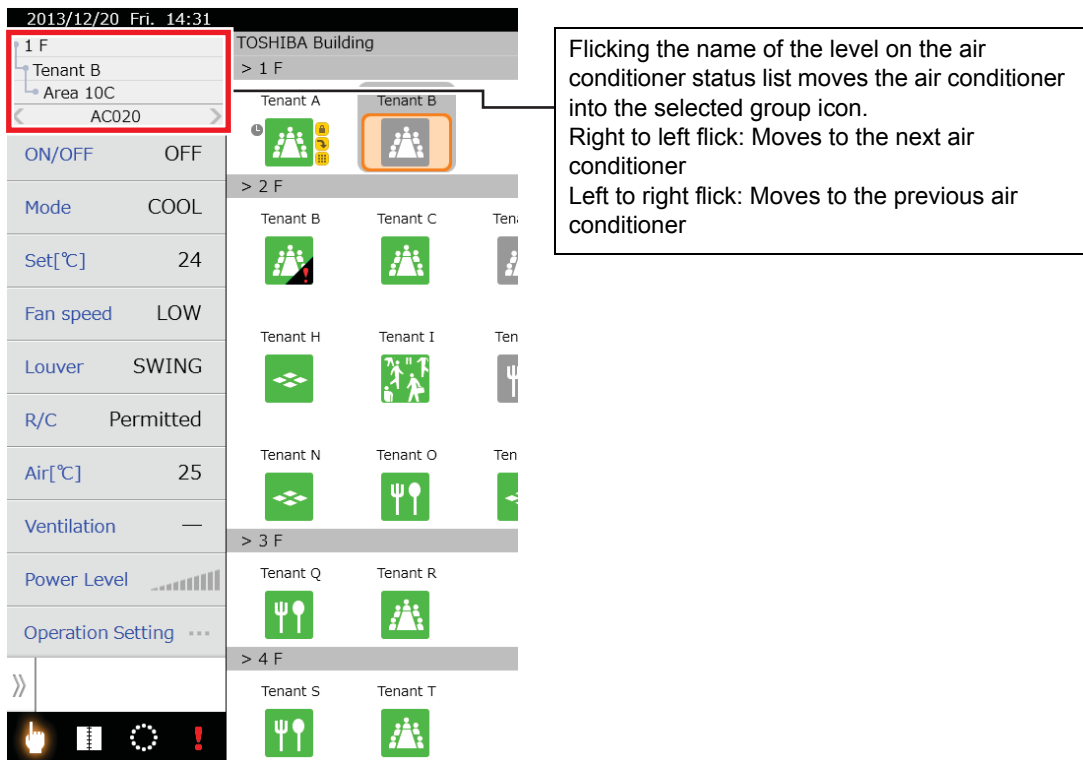 2013/12/20 Fri. 14:31
1 F
Tenant B
Area 10C
AC020
ON/OFF OFF
Mode COOL
Set[℃] 24
Fan speed LOW
Louver SWING
R/C Permitted
Air[℃] 25
Ventilation —
Power Level
Operation Setting ...
TOSHIBA Building
> 1 F
Tenant A Tenant B
> 2 F
Tenant B Tenant C Ten
Tenant H Tenant I Ten
Tenant N Tenant O Ten
> 3 F
Tenant Q Tenant R
> 4 F
Tenant S Tenant T
Flicking the name of the level on the air
conditioner status list moves the air conditioner
into the selected group icon.
Right to left flick: Moves to the next air
conditioner
Left to right flick: Moves to the previous air
conditioner